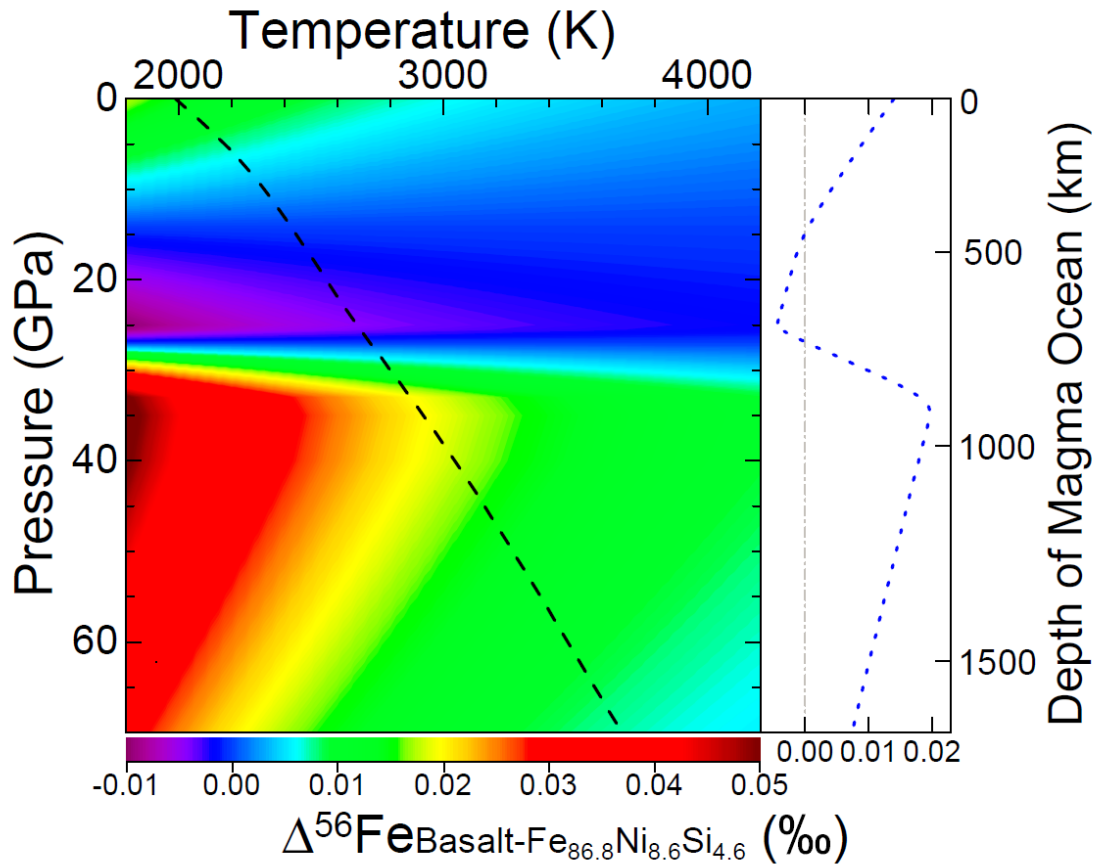 Temperature (K)
2000 3000 4000
Pressure (GPa)
0
20
40
60
0
500
1000
1500
Depth of Magma Ocean (km)
0.00 0.01 0.02
-0.01 0.00 0.01 0.02 0.03 0.04 0.05
Δ⁵⁶Fe Basalt-Fe₈₆.₈Ni₈.₆Si₄.₆ (‰)